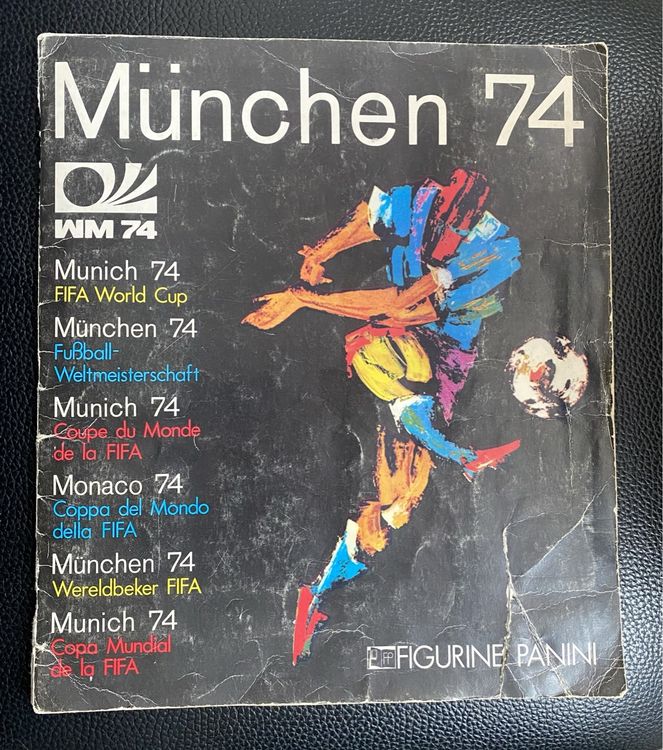 München 74
WM 74
Munich 74
FIFA World Cup
München 74
Fußball-
Weltmeisterschaft
Munich 74
Coupe du Monde
de la FIFA
Monaco 74
Coppa del Mondo
della FIFA
München 74
Wereldbeker FIFA
Munich 74
Copa Mundial
de la FIFA
FIGURINE PANINI